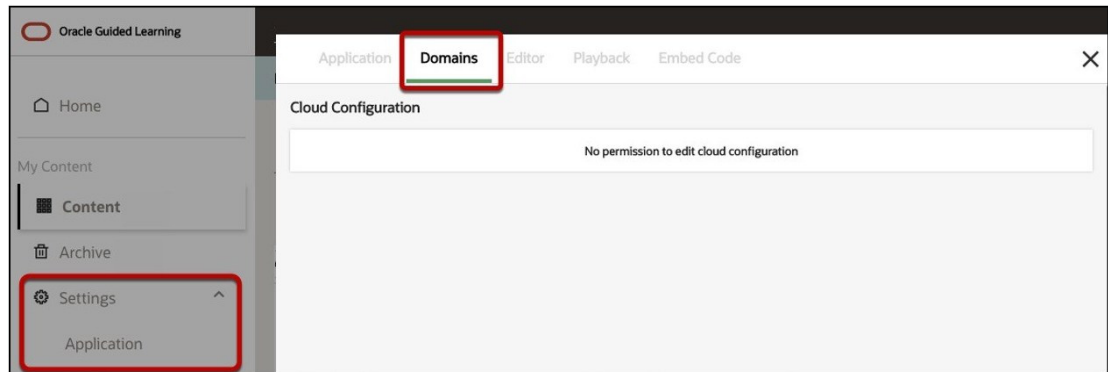 Oracle Guided Learning
Home
My Content
Content
Archive
Settings
Application
Application Domains Editor Playback Embed Code
Cloud Configuration
No permission to edit cloud configuration